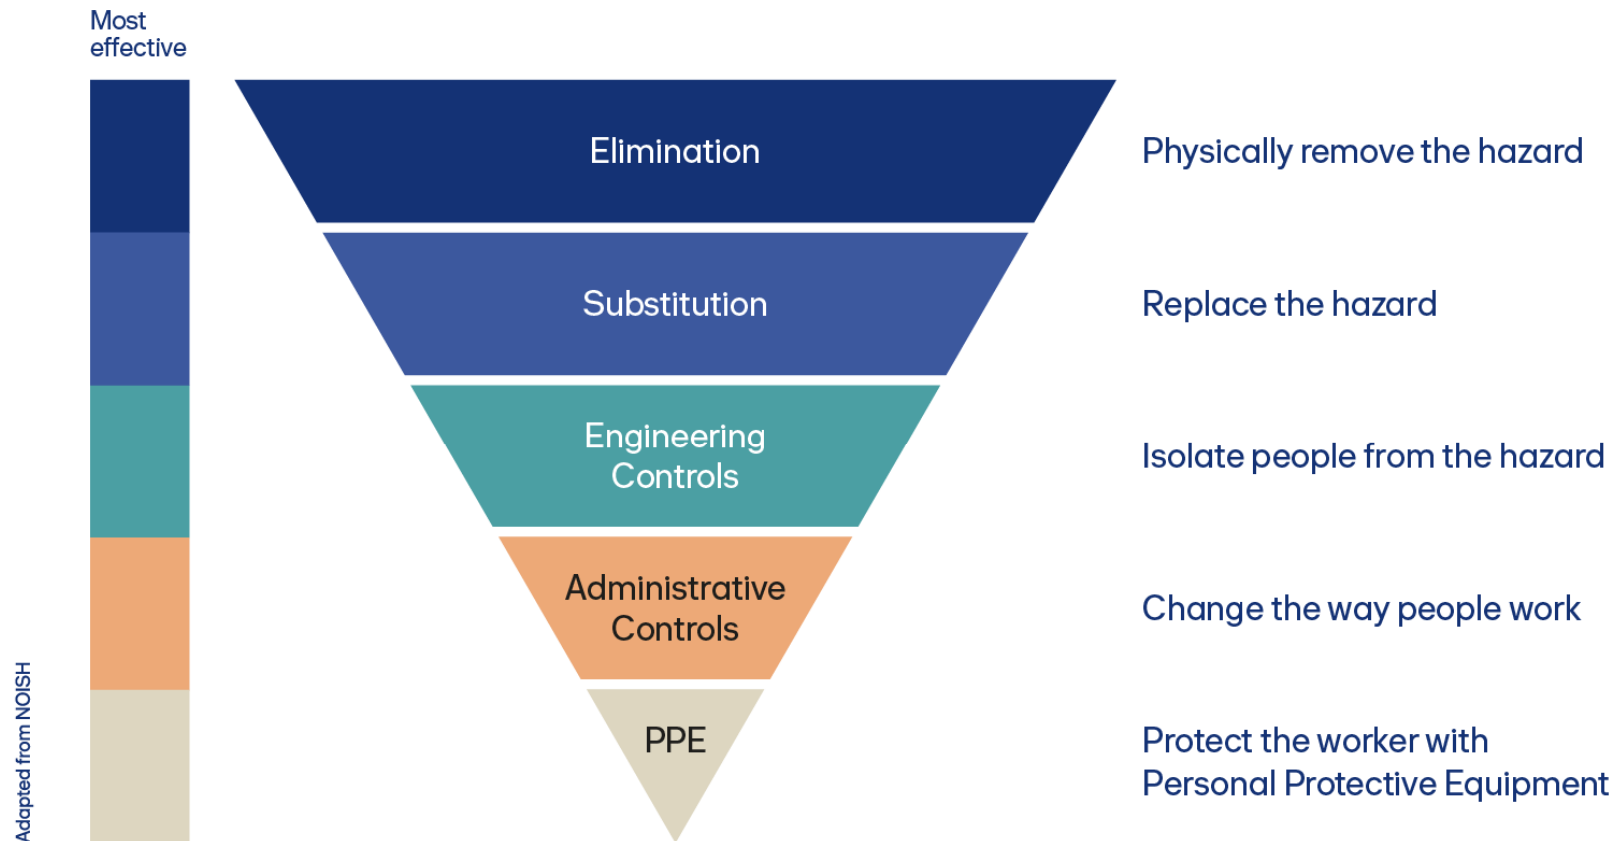 Most
effective
Elimination
Physically remove the hazard
Substitution
Replace the hazard
Engineering
Controls
Isolate people from the hazard
Administrative
Controls
Change the way people work
PPE
Protect the worker with
Personal Protective Equipment
Adapted from NOISH